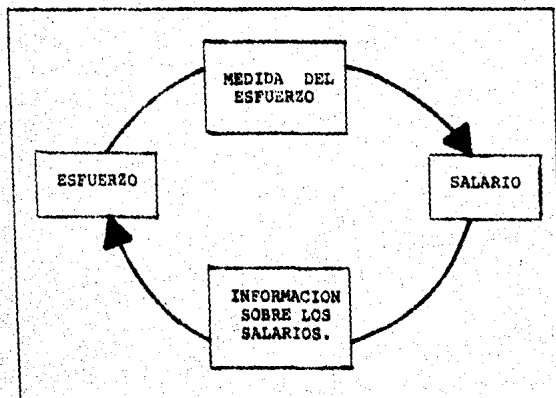 MEDIDA DEL
ESFUERZO
ESFUERZO
SALARIO
INFORMACION
SOBRE LOS
SALARIOS.